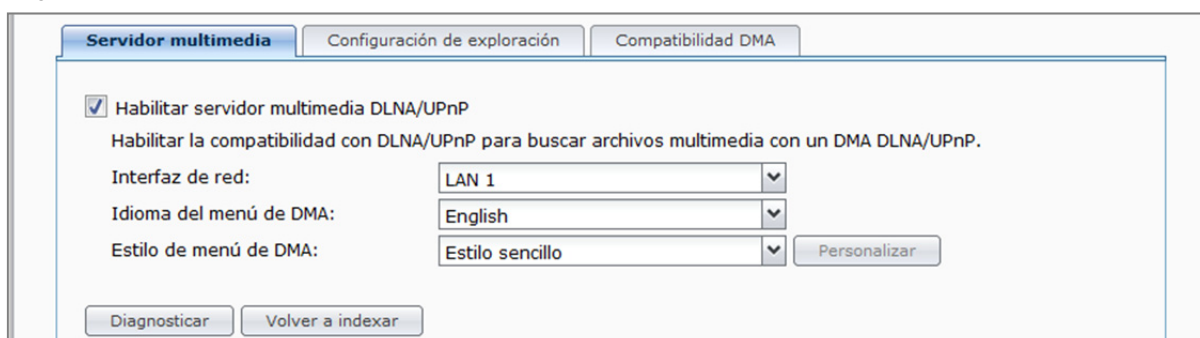 Servidor multimedia Configuración de exploración Compatibilidad DMA
Habilitar servidor multimedia DLNA/UPnP
Habilitar la compatibilidad con DLNA/UPnP para buscar archivos multimedia con un DMA DLNA/UPnP.
Interfaz de red: LAN 1
Idioma del menú de DMA: English
Estilo de menú de DMA: Estilo sencillo Personalizar
Diagnosticar Volver a indexar